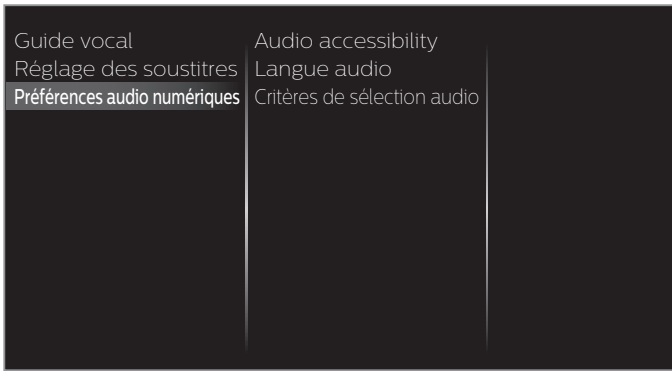 Guide vocal
Réglage des soustitres
Préférences audio numériques
Audio accessibility
Langue audio
Critères de sélection audio